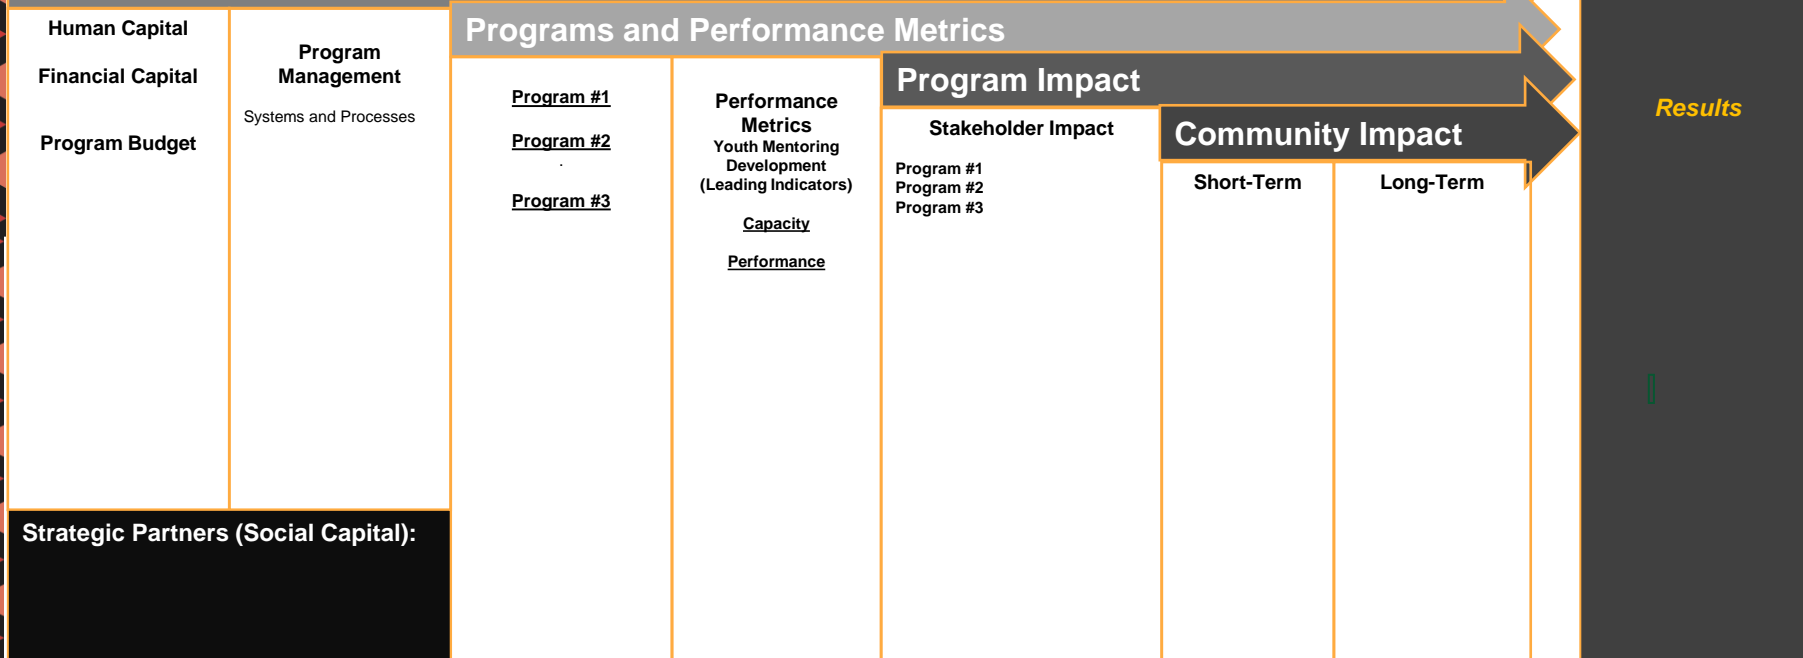 Human Capital
Financial Capital
Program Budget
Program
Management
Systems and Processes
Strategic Partners (Social Capital):
Programs and Performance Metrics
Program #1
Program #2
.
Program #3
Performance
Metrics
Youth Mentoring
Development
(Leading Indicators)
Capacity
Performance
Program Impact
Stakeholder Impact
Program #1
Program #2
Program #3
Community Impact
Short-Term
Long-Term
Results